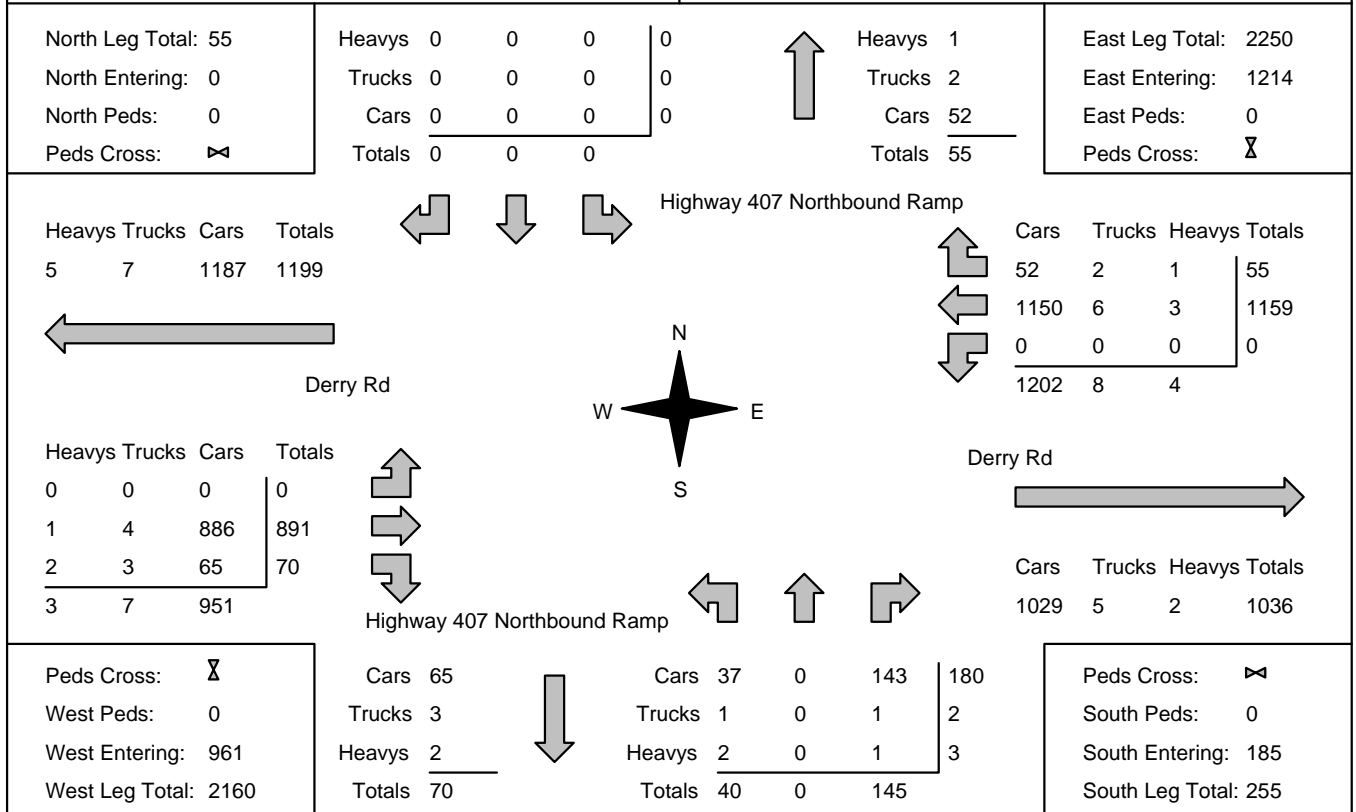 North Leg Total: 55
North Entering: 0
North Peds: 0
Peds Cross:
Heavys 0 0 0 0
Trucks 0 0 0 0
Cars 0 0 0 0
Totals 0 0 0
Heavys 1
Trucks 2
Cars 52
Totals 55
East Leg Total: 2250
East Entering: 1214
East Peds: 0
Peds Cross:
Highway 407 Northbound Ramp
Heavys Trucks Cars Totals
5 7 1187 1199
Cars Trucks Heavys Totals
52 2 1 55
1150 6 3 1159
0 0 0 0
1202 8 4
Derry Rd
N
W E
S
Heavys Trucks Cars Totals
0 0 0 0
1 4 886 891
2 3 65 70
3 7 951
Derry Rd
Cars Trucks Heavys Totals
1029 5 2 1036
Highway 407 Northbound Ramp
Peds Cross:
West Peds: 0
West Entering: 961
West Leg Total: 2160
Cars 65
Trucks 3
Heavys 2
Totals 70
Cars 37 0 143 180
Trucks 1 0 1 2
Heavys 2 0 1 3
Totals 40 0 145
Peds Cross:
South Peds: 0
South Entering: 185
South Leg Total: 255